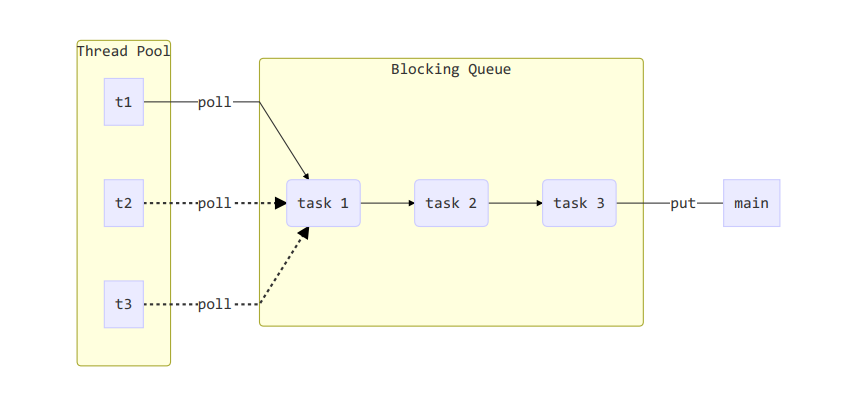 Thread Pool
Blocking Queue
t1
poll
t2
poll
task 1
task 2
task 3
put
main
t3
poll